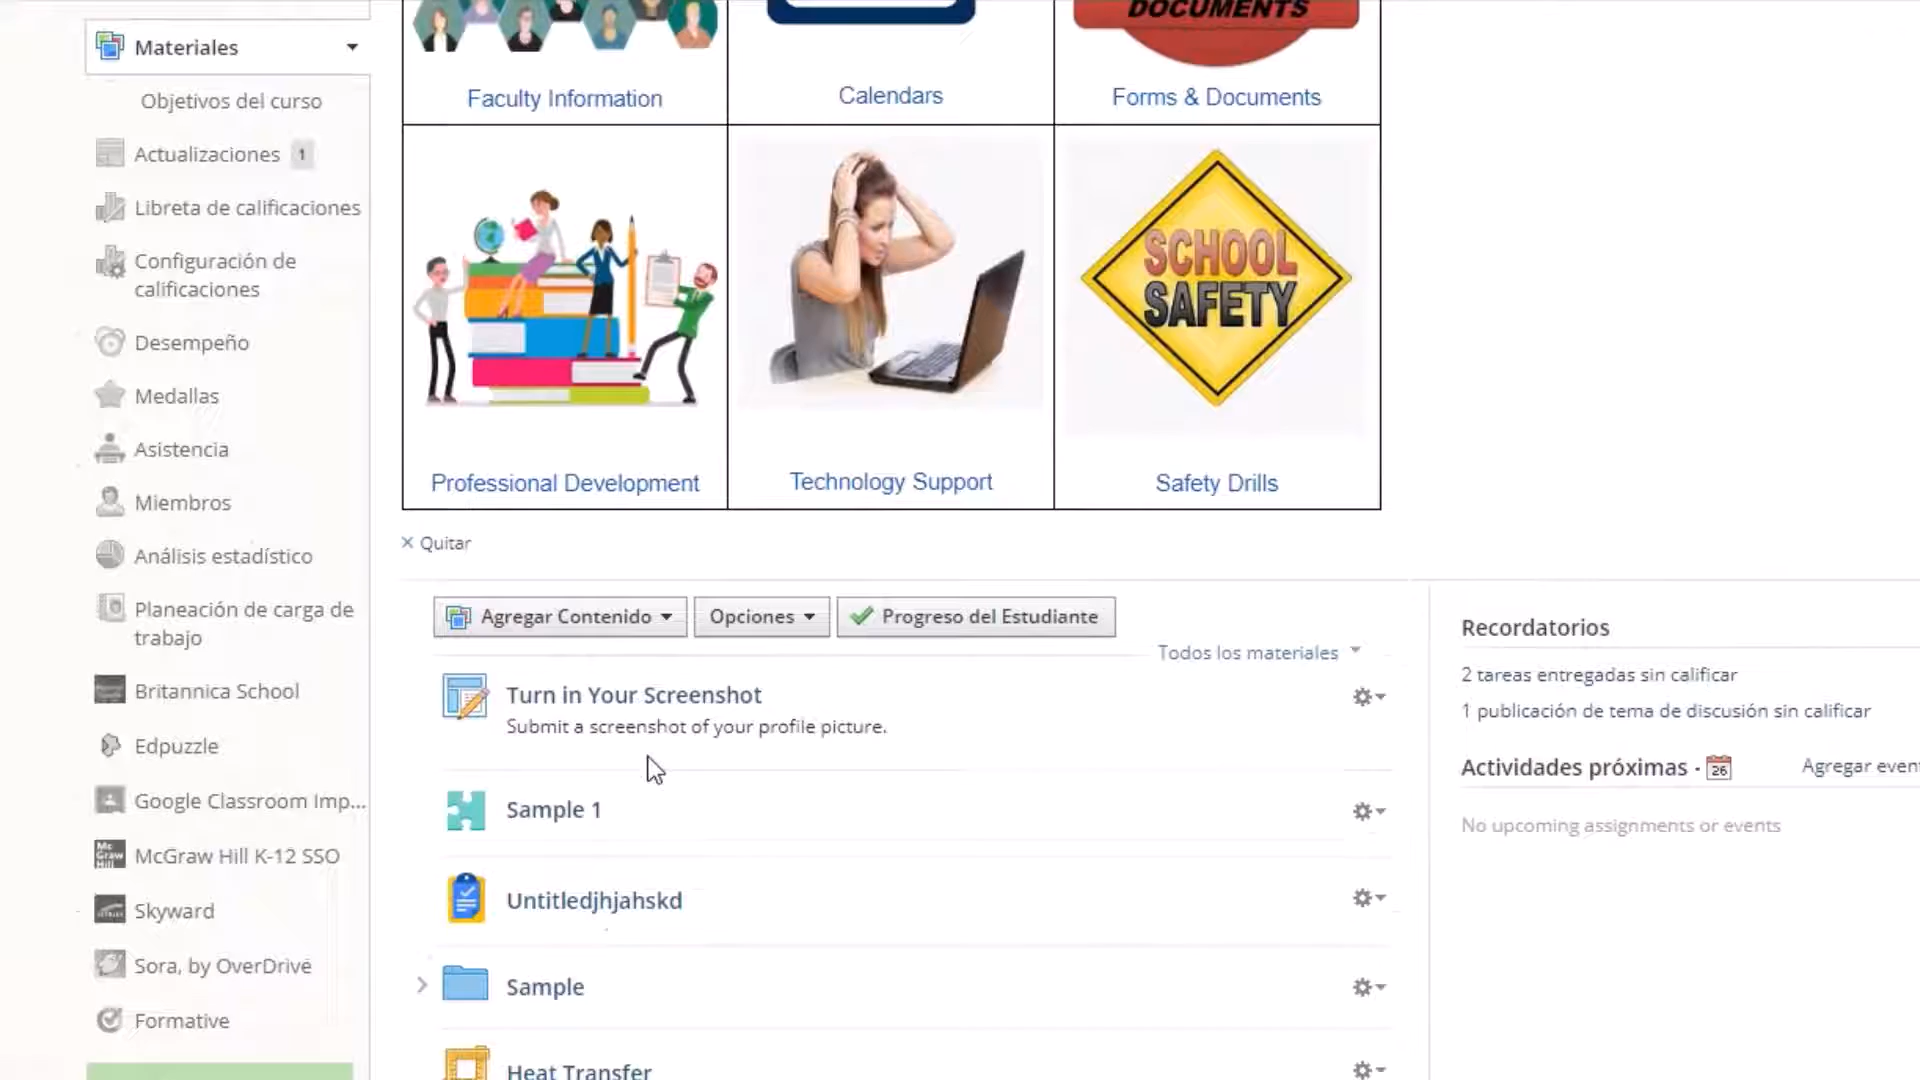 DOCUMENTS
Materiales
Objetivos del curso
Actualizaciones 1
Libreta de calificaciones
Configuración de
calificaciones
Desempeño
Medallas
Asistencia
Miembros
Análisis estadístico
Planeación de carga de
trabajo
Britannica School
Edpuzzle
Google Classroom Imp...
McGraw Hill K-12 SSO
Skyward
Sora, by OverDrive
Formative
Faculty Information
Calendars
Forms & Documents
SCHOOL
SAFETY
Professional Development
Technology Support
Safety Drills
× Quitar
Agregar Contenido
Opciones
Progreso del Estudiante
Todos los materiales
Turn in Your Screenshot
Submit a screenshot of your profile picture.
Sample 1
Untitledjhjahskd
Sample
Heat Transfer
Recordatorios
2 tareas entregadas sin calificar
1 publicación de tema de discusión sin calificar
Actividades próximas · 26
Agregar event
No upcoming assignments or events